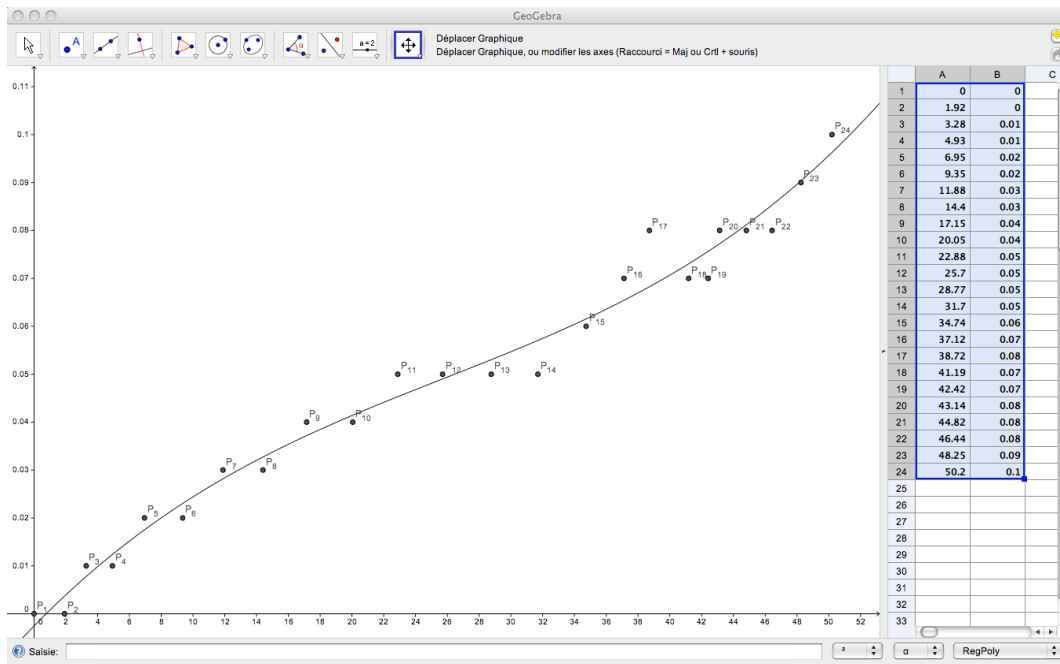 GeoGebra
A
α
a=2
Déplacer Graphique
Déplacer Graphique, ou modifier les axes (Raccourci = Maj ou Crtl + souris)
0.11
0.1
0.09
0.08
0.07
0.06
0.05
0.04
0.03
0.02
0.01
0
0 2 4 6 8 10 12 14 16 18 20 22 24 26 28 30 32 34 36 38 40 42 44 46 48 50 52
P1
P2
P3
P4
P5
P6
P7
P8
P9
P10
P11
P12
P13
P14
P15
P16
P17
P18
P19
P20
P21
P22
P23
P24
A B C
1 0 0
2 1.92 0
3 3.28 0.01
4 4.93 0.01
5 6.95 0.02
6 9.35 0.02
7 11.88 0.03
8 14.4 0.03
9 17.15 0.04
10 20.05 0.04
11 22.88 0.05
12 25.7 0.05
13 28.77 0.05
14 31.7 0.05
15 34.74 0.06
16 37.12 0.07
17 38.72 0.08
18 41.19 0.07
19 42.42 0.07
20 43.14 0.08
21 44.82 0.08
22 46.44 0.08
23 48.25 0.09
24 50.2 0.1
25
26
27
28
29
30
31
32
33
? Saisie: ² α RegPoly